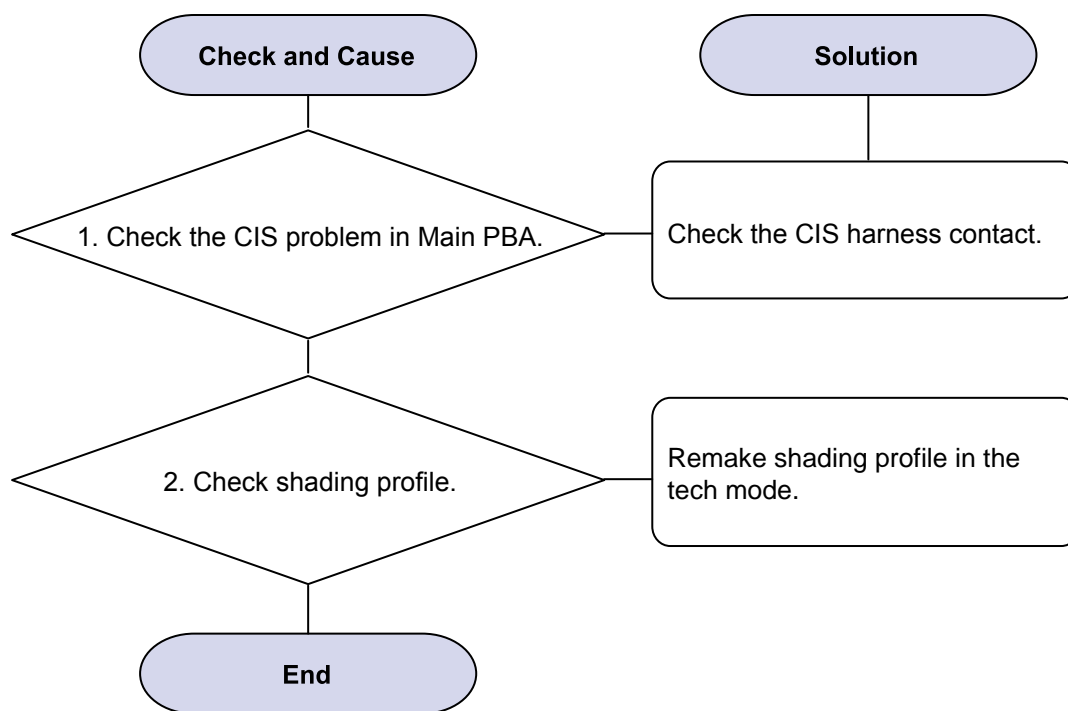 Check and Cause
Solution
1. Check the CIS problem in Main PBA.
Check the CIS harness contact.
2. Check shading profile.
Remake shading profile in the
tech mode.
End